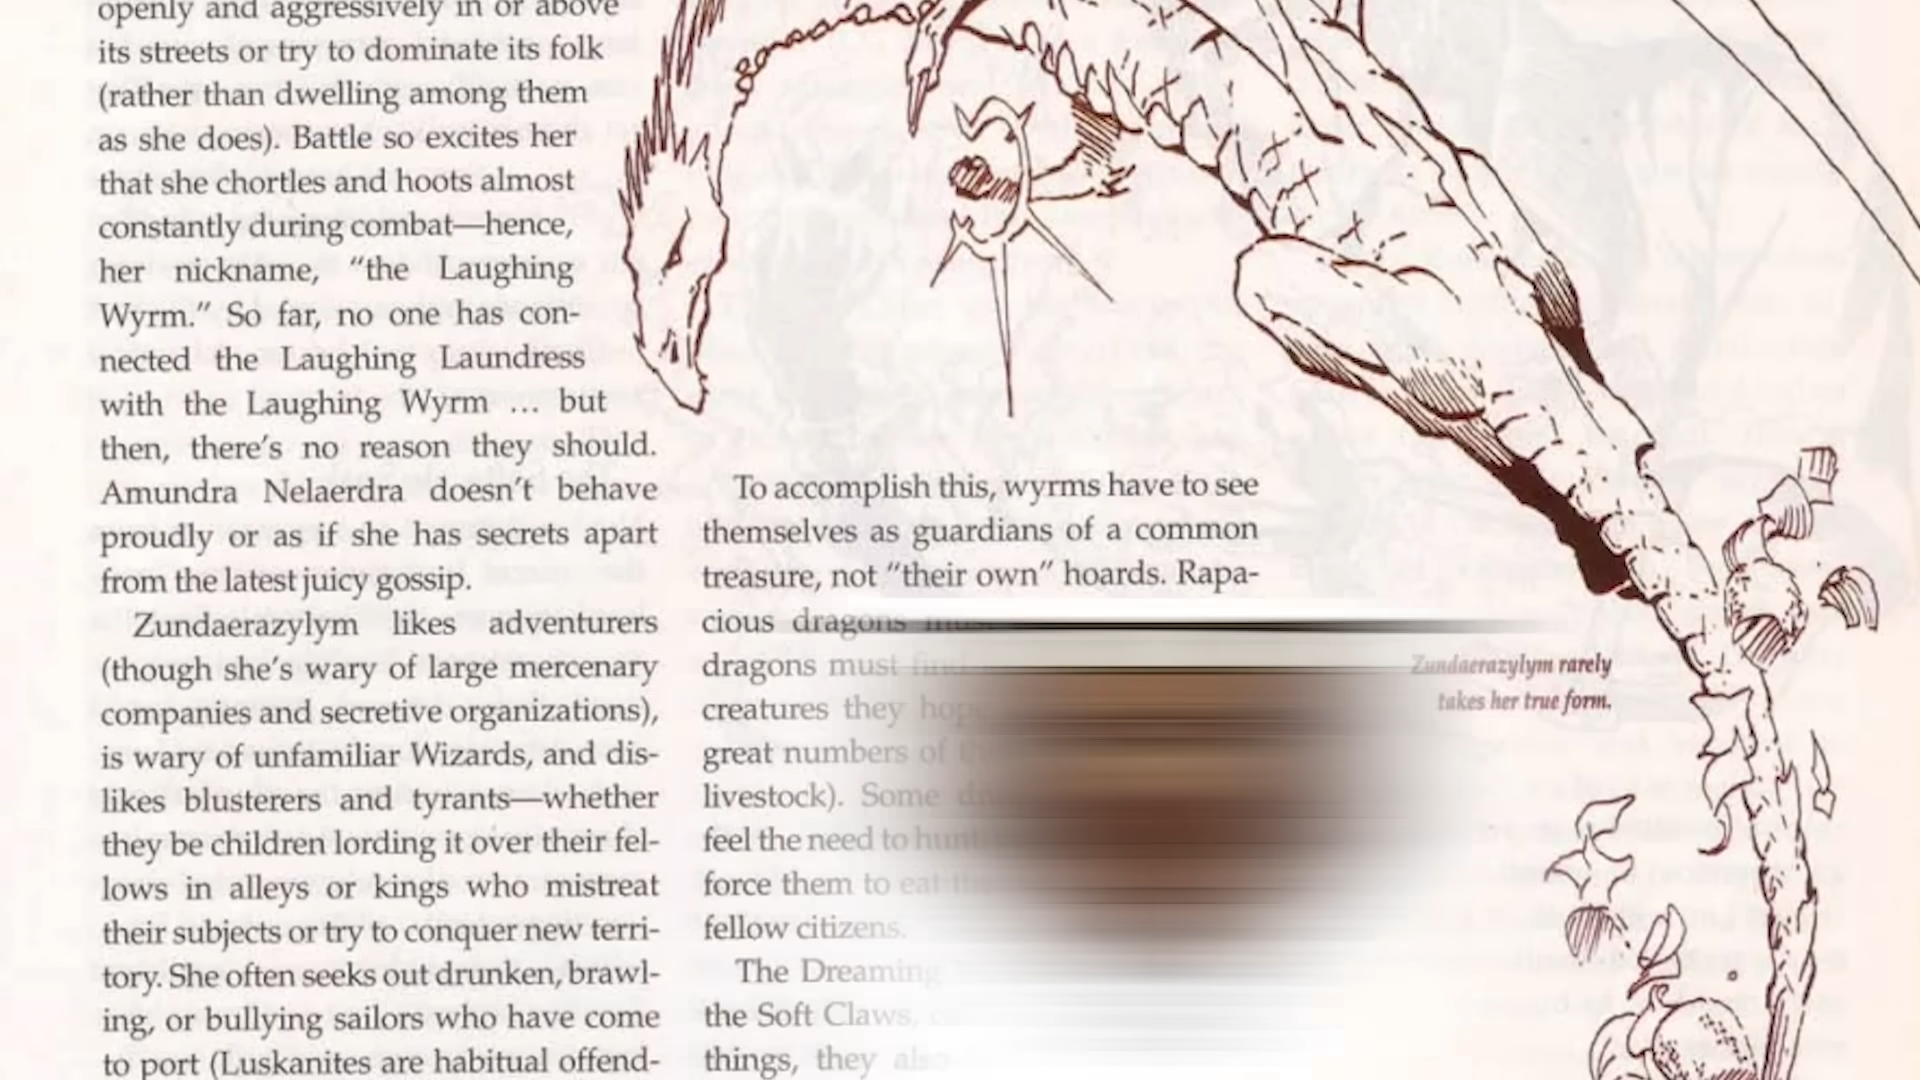 openly and aggressively in or above
its streets or try to dominate its folk
(rather than dwelling among them
as she does). Battle so excites her
that she chortles and hoots almost
constantly during combat—hence,
her nickname, “the Laughing
Wyrm.” So far, no one has con-
nected the Laughing Laundress
with the Laughing Wyrm ... but
then, there’s no reason they should.
Amundra Nelaerdra doesn’t behave
proudly or as if she has secrets apart
from the latest juicy gossip.
Zundaerazylym likes adventurers
(though she’s wary of large mercenary
companies and secretive organizations),
is wary of unfamiliar Wizards, and dis-
likes blusterers and tyrants—whether
they be children lording it over their fel-
lows in alleys or kings who mistreat
their subjects or try to conquer new terri-
tory. She often seeks out drunken, brawl-
ing, or bullying sailors who have come
to port (Luskanites are habitual offend-
To accomplish this, wyrms have to see
themselves as guardians of a common
treasure, not “their own” hoards. Rapa-
cious dragons must
dragons must find
creatures they hope
great numbers of
livestock). Some
feel the need to hunt
force them to eat
fellow citizens.
The Dreaming
the Soft Claws,
things, they also
Zundaerazylym rarely
takes her true form.